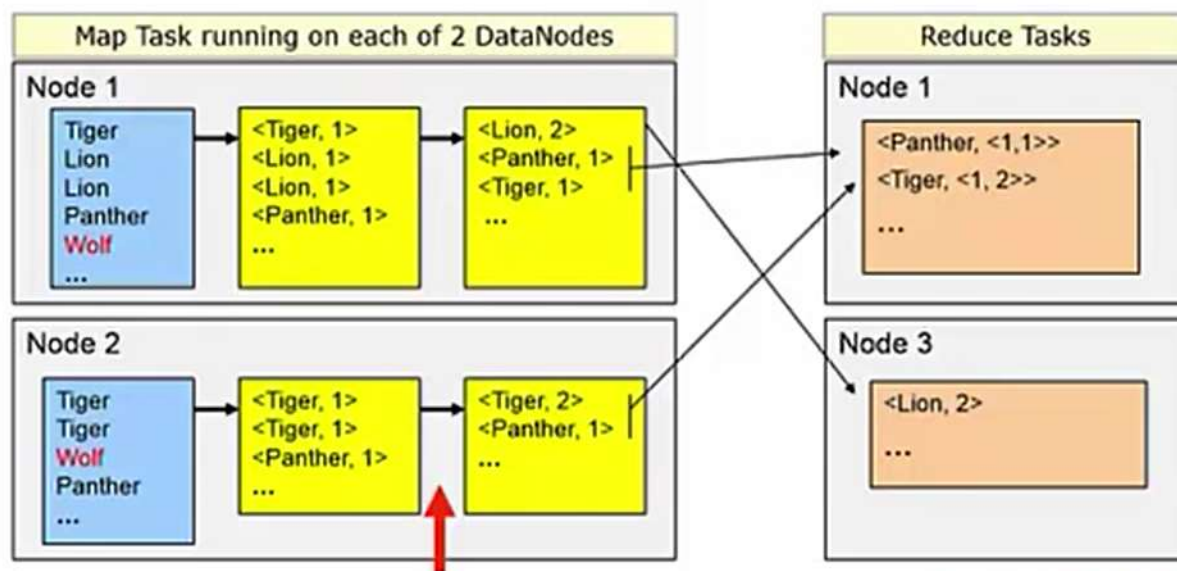 Map Task running on each of 2 DataNodes
Node 1
Tiger
Lion
Lion
Panther
Wolf
...
<Tiger, 1>
<Lion, 1>
<Lion, 1>
<Panther, 1>
...
<Lion, 2>
<Panther, 1>
<Tiger, 1>
...
Node 2
Tiger
Tiger
Wolf
Panther
...
<Tiger, 1>
<Tiger, 1>
<Panther, 1>
...
<Tiger, 2>
<Panther, 1>
...
Reduce Tasks
Node 1
<Panther, <1,1>>
<Tiger, <1, 2>>
...
Node 3
<Lion, 2>
...